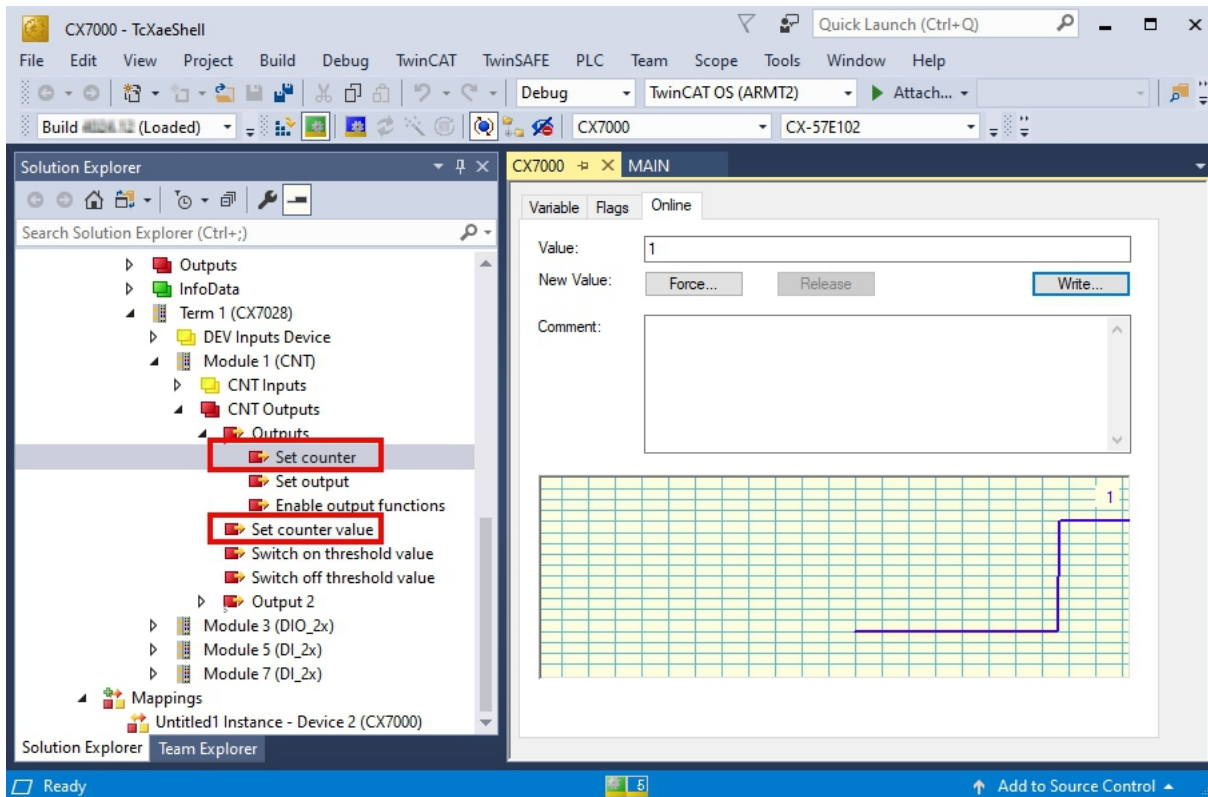 CX7000 - TcXaeShell
Quick Launch (Ctrl+Q)
File Edit View Project Build Debug TwinCAT TwinSAFE PLC Team Scope Tools Window Help
Debug TwinCAT OS (ARMT2) Attach...
Build (Loaded) CX7000 CX-57E102
Solution Explorer
CX7000 MAIN
Search Solution Explorer (Ctrl+;)
Outputs
InfoData
Term 1 (CX7028)
DEV Inputs Device
Module 1 (CNT)
CNT Inputs
CNT Outputs
Outputs
Set counter
Set output
Enable output functions
Set counter value
Switch on threshold value
Switch off threshold value
Output 2
Module 3 (DIO_2x)
Module 5 (DI_2x)
Module 7 (DI_2x)
Mappings
Untitled1 Instance - Device 2 (CX7000)
Solution Explorer Team Explorer
Variable Flags Online
Value: 1
New Value: Force... Release Write...
Comment:
1
Ready 5 Add to Source Control